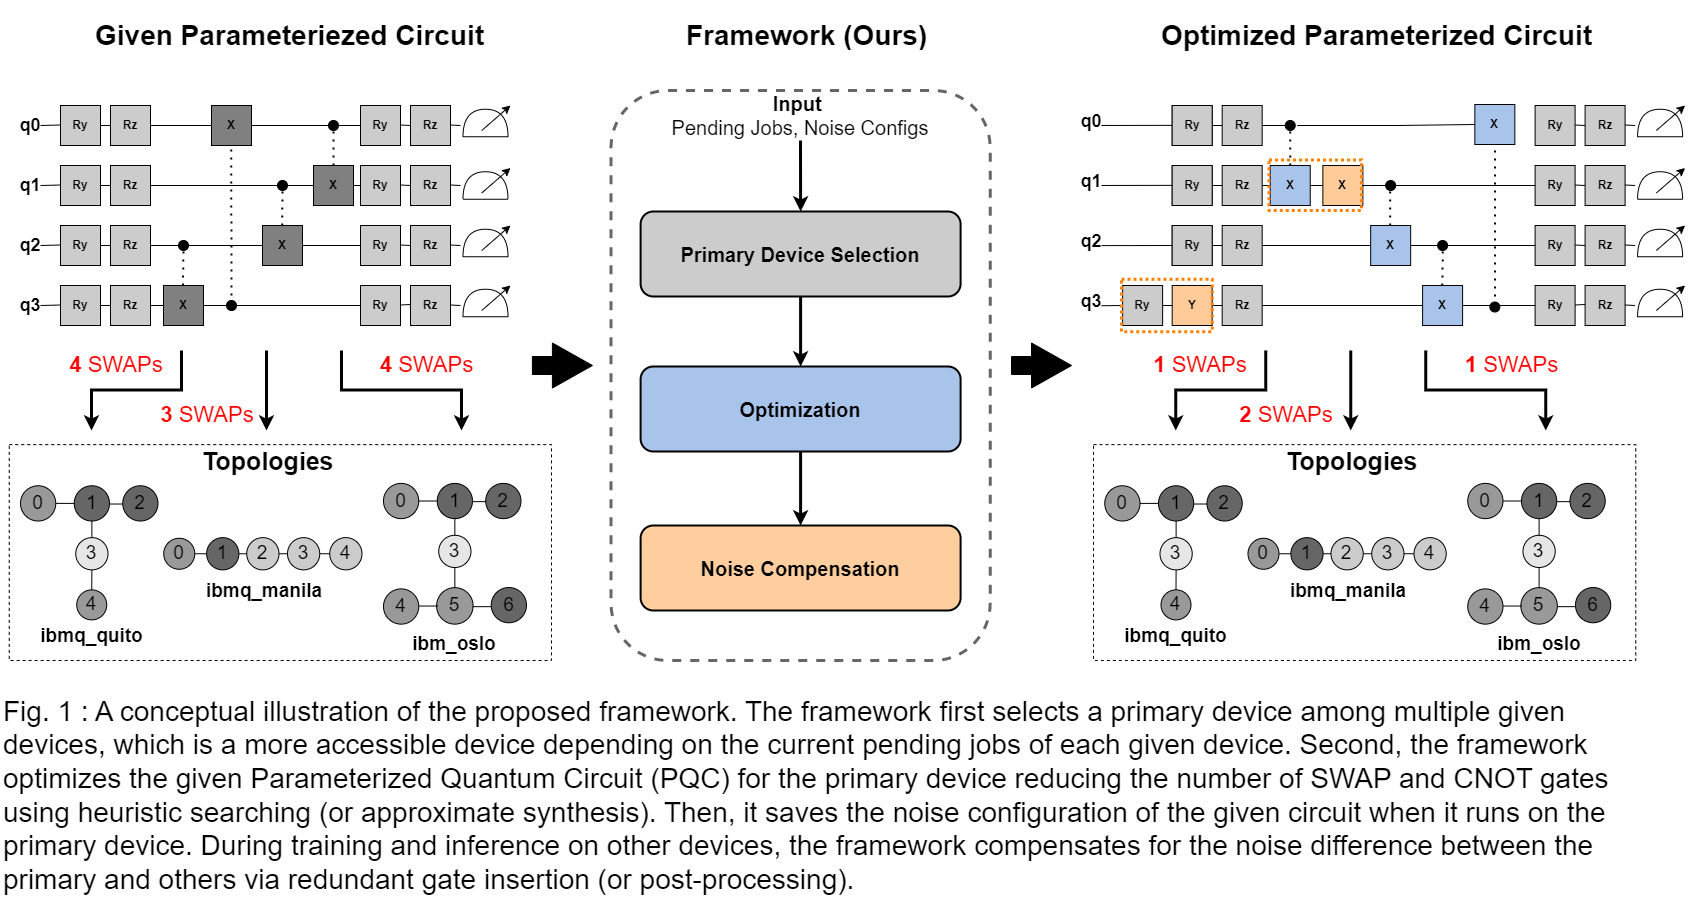 Given Parameteriezed Circuit
q0 Ry Rz X Ry Rz
q1 Ry Rz X Ry Rz
q2 Ry Rz X Ry Rz
q3 Ry Rz X Ry Rz
4 SWAPs
4 SWAPs
3 SWAPs
Topologies
0 1 2
3
4
ibmq_quito
0 1 2 3 4
ibmq_manila
0 1 2
3
4 5 6
ibm_oslo
Framework (Ours)
Input
Pending Jobs, Noise Configs
Primary Device Selection
Optimization
Noise Compensation
Optimized Parameterized Circuit
q0 Ry Rz X Ry Rz
q1 Ry Rz X X Ry Rz
q2 Ry Rz X Ry Rz
q3 Ry Y Rz X Ry Rz
1 SWAPs
1 SWAPs
2 SWAPs
Topologies
0 1 2
3
4
ibmq_quito
0 1 2 3 4
ibmq_manila
0 1 2
3
4 5 6
ibm_oslo
Fig. 1 : A conceptual illustration of the proposed framework. The framework first selects a primary device among multiple given
devices, which is a more accessible device depending on the current pending jobs of each given device. Second, the framework
optimizes the given Parameterized Quantum Circuit (PQC) for the primary device reducing the number of SWAP and CNOT gates
using heuristic searching (or approximate synthesis). Then, it saves the noise configuration of the given circuit when it runs on the
primary device. During training and inference on other devices, the framework compensates for the noise difference between the
primary and others via redundant gate insertion (or post-processing).